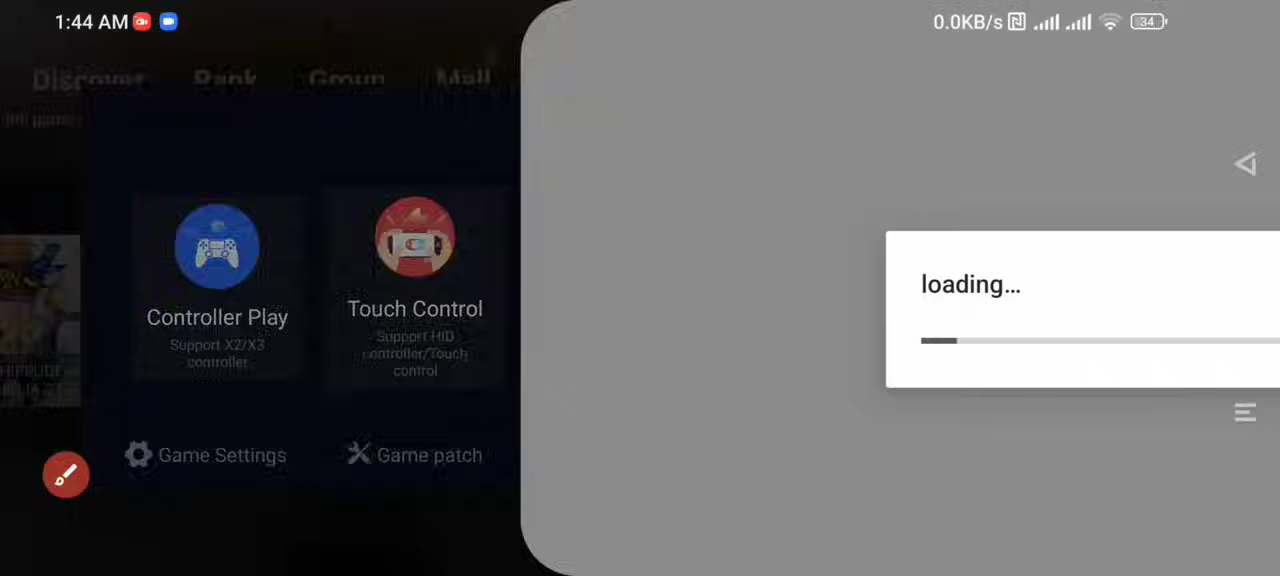 1:44 AM
0.0KB/s 34
Discover Rank Group Mall
loading...
Controller Play
Support X2/X3
controller
Touch Control
Support HID
controller/Touch
control
Game Settings
Game patch